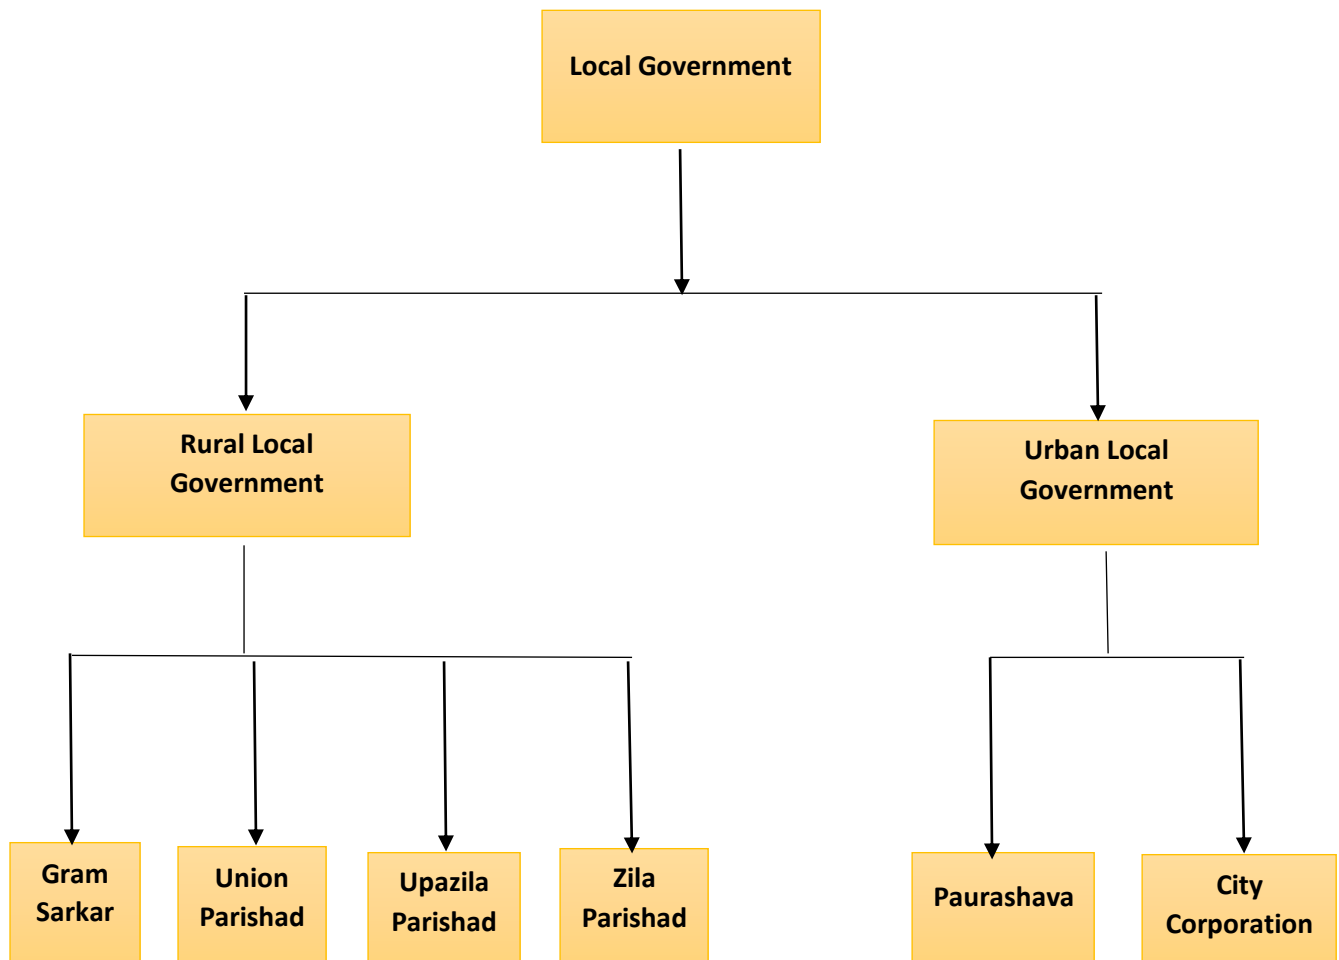 Local Government
Rural Local
Government
Urban Local
Government
Gram
Sarkar
Union
Parishad
Upazila
Parishad
Zila
Parishad
Paurashava
City
Corporation